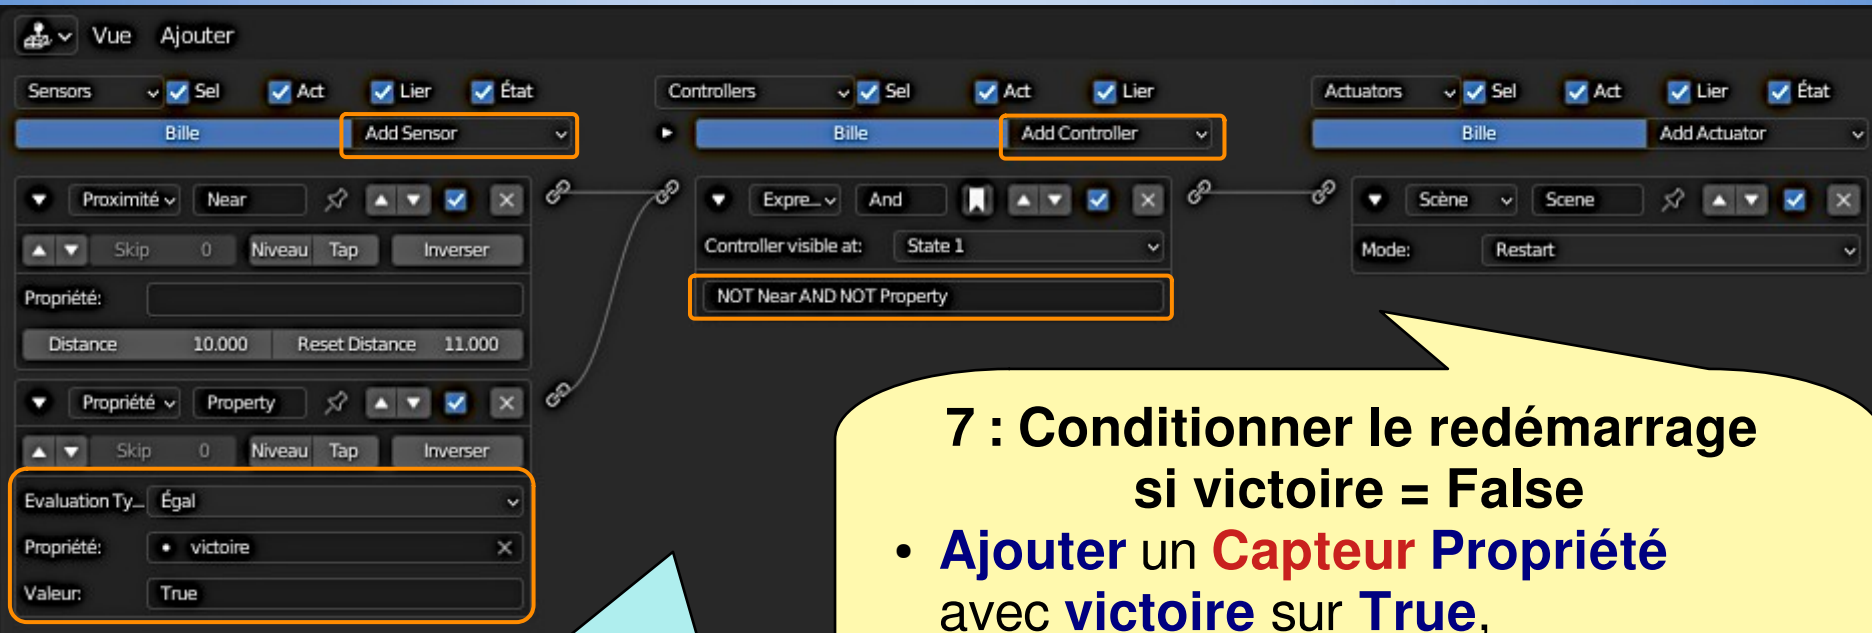 Vue Ajouter
Sensors Sel Act Lier État
Controllers Sel Act Lier
Actuators Sel Act Lier État
Bille Add Sensor
Bille Add Controller
Bille Add Actuator
Proximité Near
Skip 0 Niveau Tap Inverser
Propriété:
Distance 10.000 Reset Distance 11.000
Propriété Property
Skip 0 Niveau Tap Inverser
Evaluation Ty... Égal
Propriété: victoire
Valeur: True
Expre... And
Controller visible at: State 1
NOT Near AND NOT Property
Scène Scene
Mode: Restart
7 : Conditionner le redémarrage
si victoire = False
• Ajouter un Capteur Propriété
avec victoire sur True,